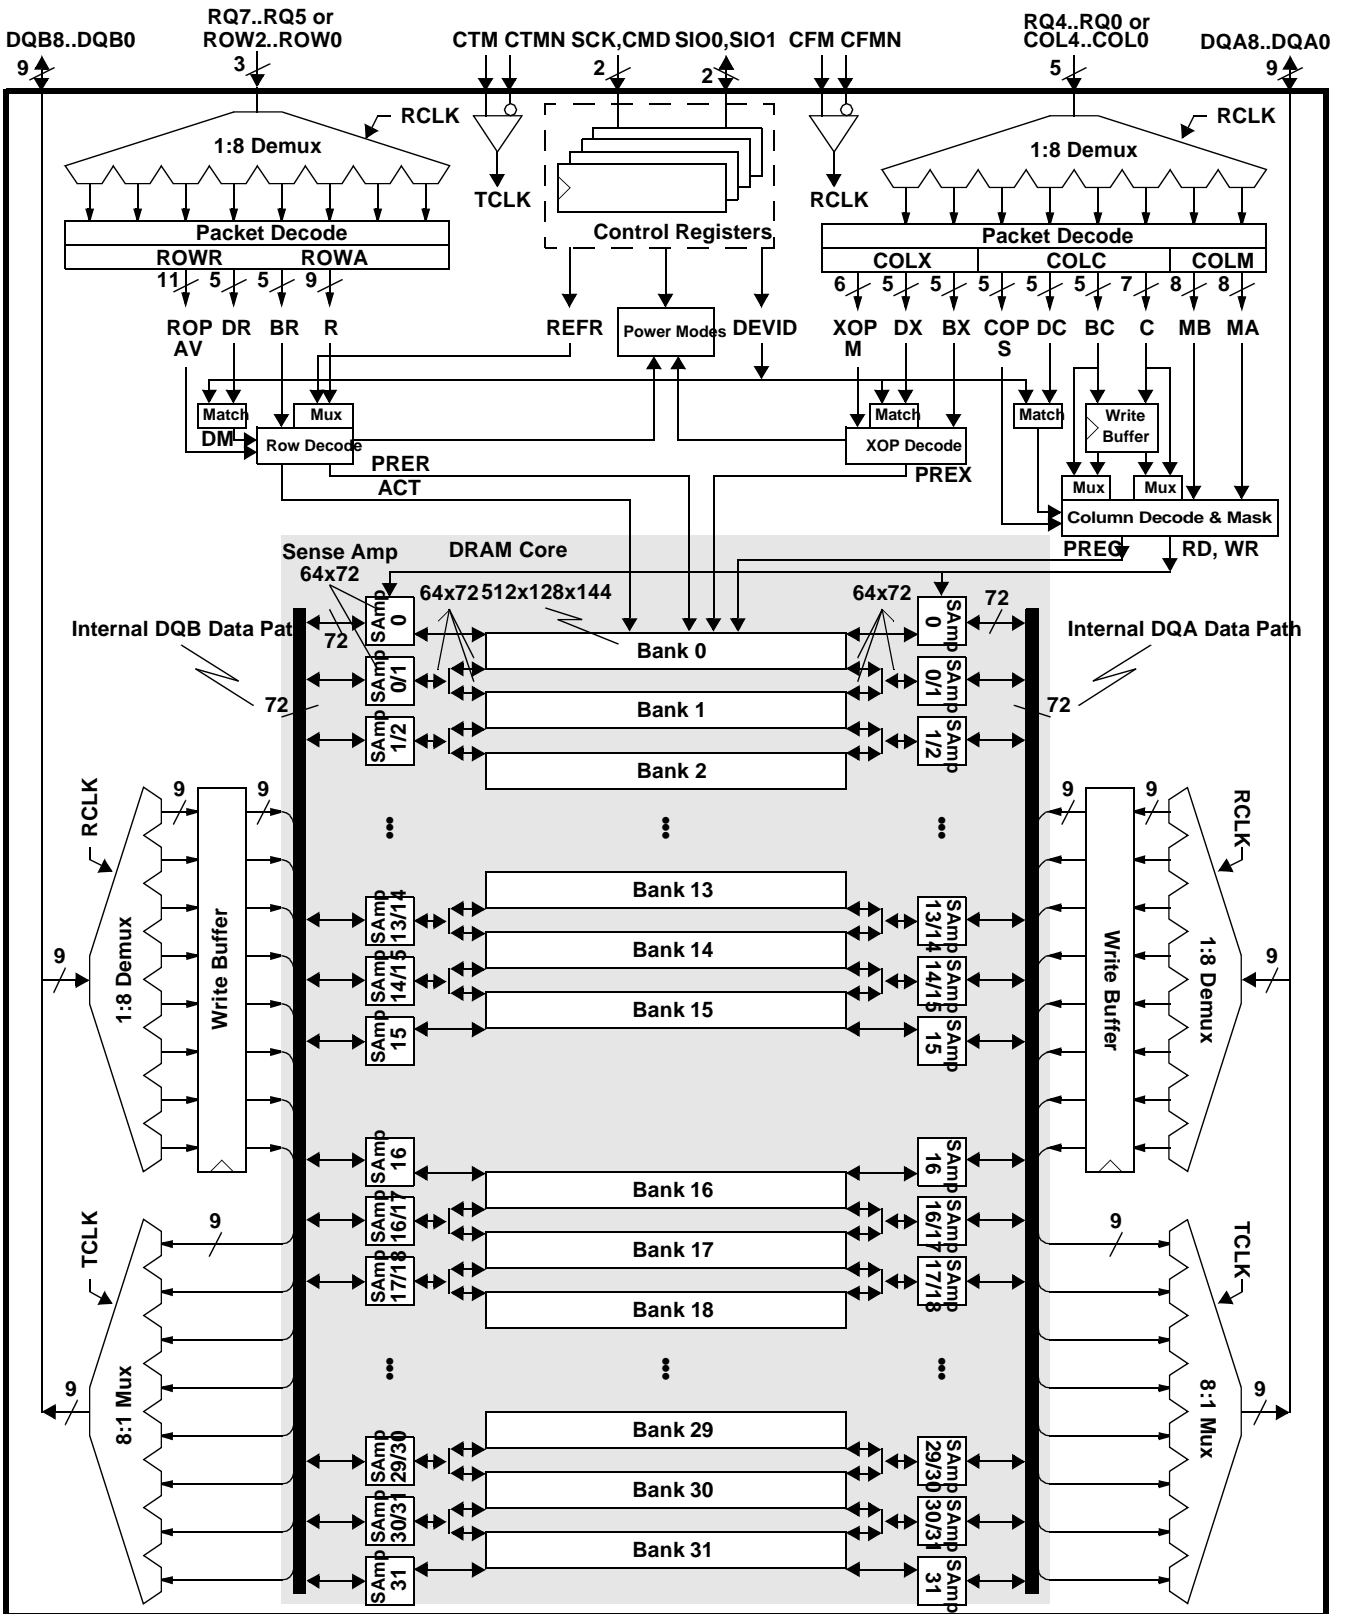 RQ7..RQ5 or
ROW2..ROW0
DQB8..DQB0
CTM CTMN SCK,CMD SIO0,SIO1 CFM CFMN
RQ4..RQ0 or
COL4..COL0
DQA8..DQA0
9
3
2
2
5
9
RCLK
1:8 Demux
TCLK
RCLK
RCLK
1:8 Demux
Control Registers
Packet Decode
ROWR ROWA
Packet Decode
COLX COLC COLM
11 5 5 9
6 5 5 5 5 5 7 8 8
ROP DR BR R
AV
REFR
Power Modes
DEVID
XOP DX BX COP DC BC C MB MA
M S
Match
Mux
DM
Row Decode
Match
XOP Decode
Match
Write
Buffer
Mux
Mux
Column Decode & Mask
PRER
ACT
PREX
PREC
RD, WR
Sense Amp
DRAM Core
64x72
64x72 512x128x144
64x72
SAmp
0
SAmp
0
72
72
Internal DQB Data Pat
Internal DQA Data Path
Bank 0
SAmp
0/1
SAmp
0/1
72
72
Bank 1
SAmp
1/2
SAmp
1/2
Bank 2
9
9
9
9
RCLK
RCLK
Bank 13
SAmp
13/14
SAmp
13/14
Bank 14
SAmp
14/15
SAmp
14/15
Bank 15
SAmp
15
SAmp
15
9
1:8 Demux
Write Buffer
Write Buffer
1:8 Demux
9
SAmp
16
SAmp
16
Bank 16
SAmp
16/17
SAmp
16/17
Bank 17
SAmp
17/18
SAmp
17/18
Bank 18
9
9
TCLK
TCLK
9
8:1 Mux
8:1 Mux
9
Bank 29
SAmp
29/30
SAmp
29/30
Bank 30
SAmp
30/31
SAmp
30/31
Bank 31
SAmp
31
SAmp
31